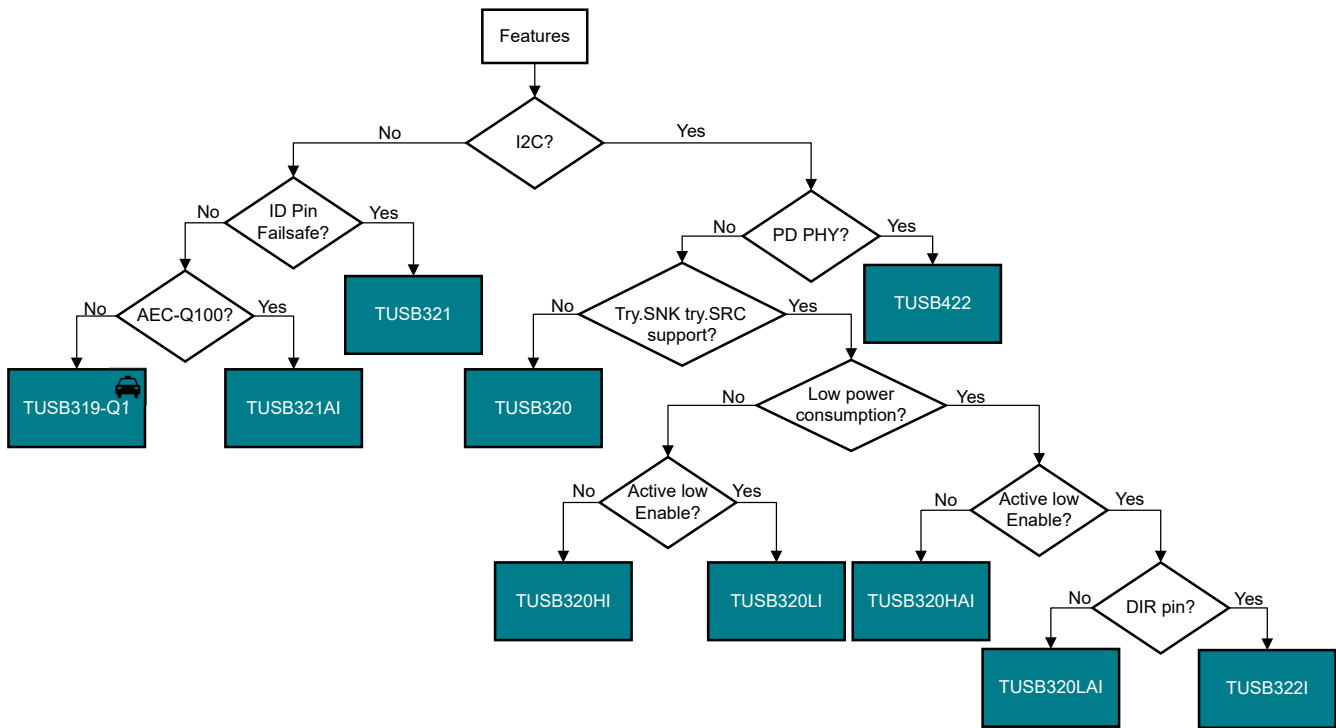 Features
I2C?
No
Yes
ID Pin
Failsafe?
No
Yes
PD PHY?
No
Yes
AEC-Q100?
No
Yes
TUSB321
Try.SNK try.SRC
support?
No
Yes
TUSB422
TUSB319-Q1
TUSB321AI
TUSB320
Low power
consumption?
No
Yes
Active low
Enable?
No
Yes
Active low
Enable?
No
Yes
TUSB320HI
TUSB320LI
TUSB320HAI
DIR pin?
No
Yes
TUSB320LAI
TUSB322I